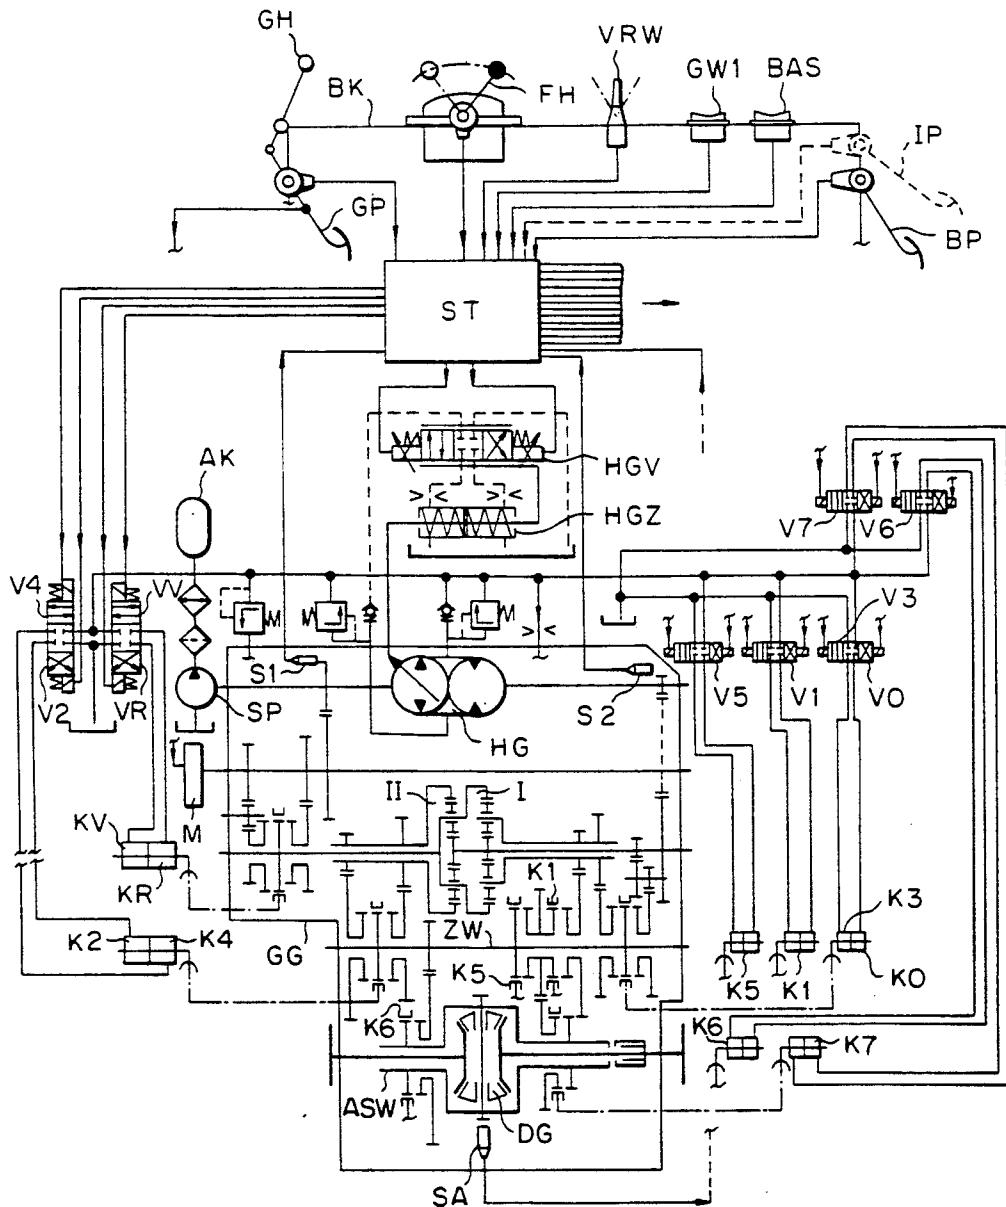 GH
VRW
GW1
BAS
BK
FH
IP
GP
BP
ST
AK
HGV
HGZ
V7
V6
V4
VV
V3
V2
VR
SP
S1
S2
V5
V1
V0
HG
M
M
M
II
I
KV
KR
K1
K3
K2
K4
GG
ZW
K5
K5
K1
K0
K6
K6
K7
ASW
DG
SA